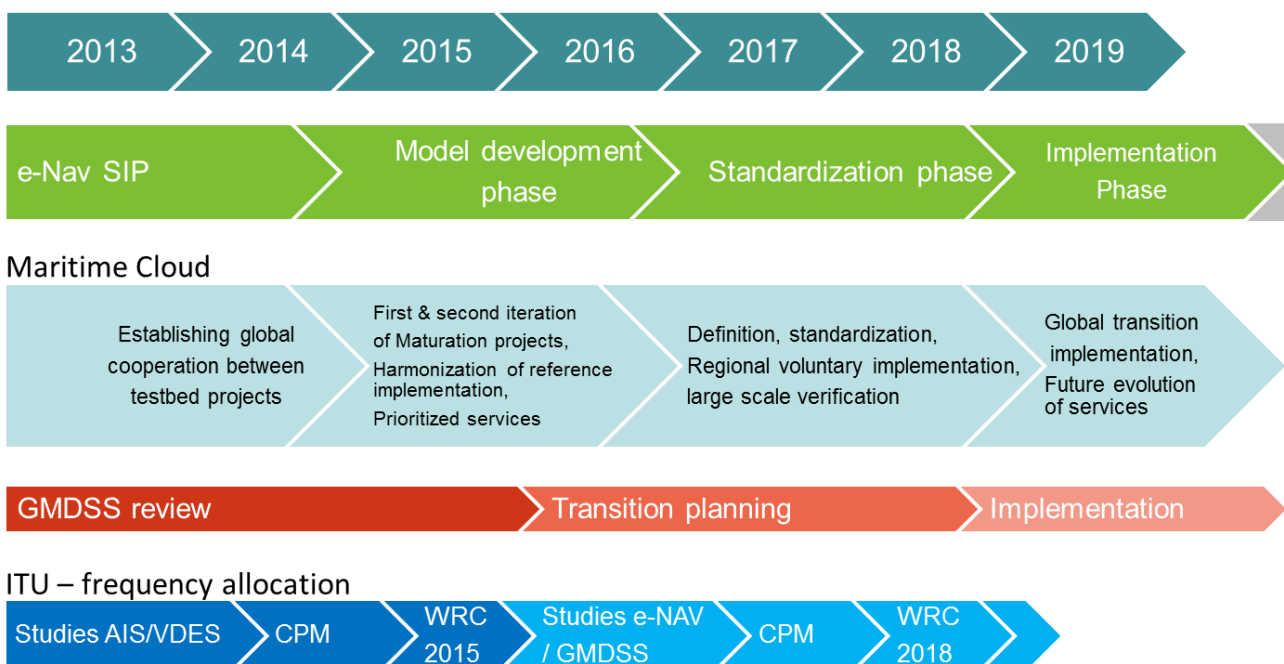 2013 2014 2015 2016 2017 2018 2019
e-Nav SIP
Model development
phase
Standardization phase
Implementation
Phase
Maritime Cloud
Establishing global
cooperation between
testbed projects
First & second iteration
of Maturation projects,
Harmonization of reference
implementation,
Prioritized services
Definition, standardization,
Regional voluntary implementation,
large scale verification
Global transition
implementation,
Future evolution
of services
GMDSS review
Transition planning
Implementation
ITU – frequency allocation
Studies AIS/VDES
CPM
WRC
2015
Studies e-NAV
/ GMDSS
CPM
WRC
2018